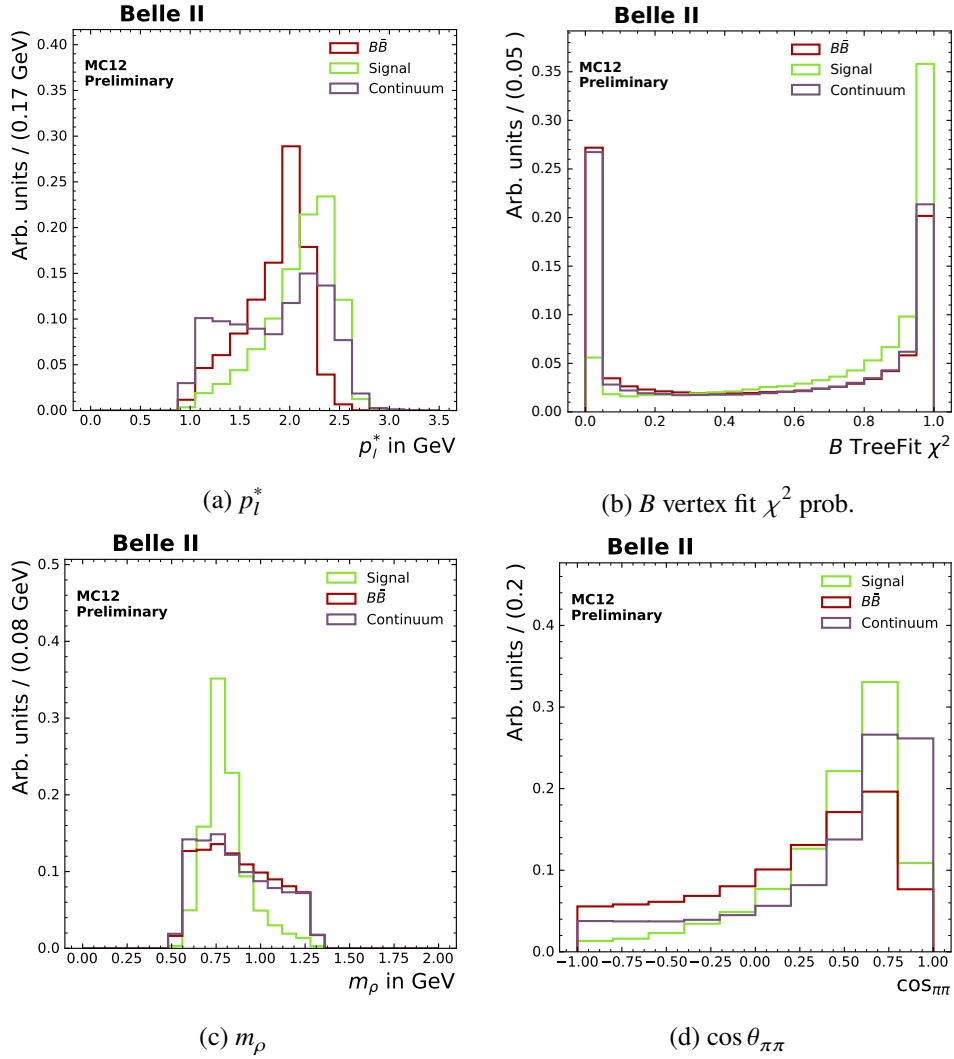 Belle II
Arb. units / (0.17 GeV)
0.40
0.35
0.30
0.25
0.20
0.15
0.10
0.05
0.00
MC12
Preliminary
BB̄
Signal
Continuum
0.0 0.5 1.0 1.5 2.0 2.5 3.0 3.5
p*l in GeV
(a) p*l
Belle II
Arb. units / (0.05 )
0.35
0.30
0.25
0.20
0.15
0.10
0.05
0.00
MC12
Preliminary
BB̄
Signal
Continuum
0.0 0.2 0.4 0.6 0.8 1.0
B TreeFit χ²
(b) B vertex fit χ² prob.
Belle II
Arb. units / (0.08 GeV)
0.5
0.4
0.3
0.2
0.1
0.0
MC12
Preliminary
Signal
BB̄
Continuum
0.00 0.25 0.50 0.75 1.00 1.25 1.50 1.75 2.00
mρ in GeV
(c) mρ
Belle II
Arb. units / (0.2 )
0.4
0.3
0.2
0.1
0.0
MC12
Preliminary
Signal
BB̄
Continuum
−1.00 −0.75 −0.50 −0.25 0.00 0.25 0.50 0.75 1.00
cosππ
(d) cos θππ